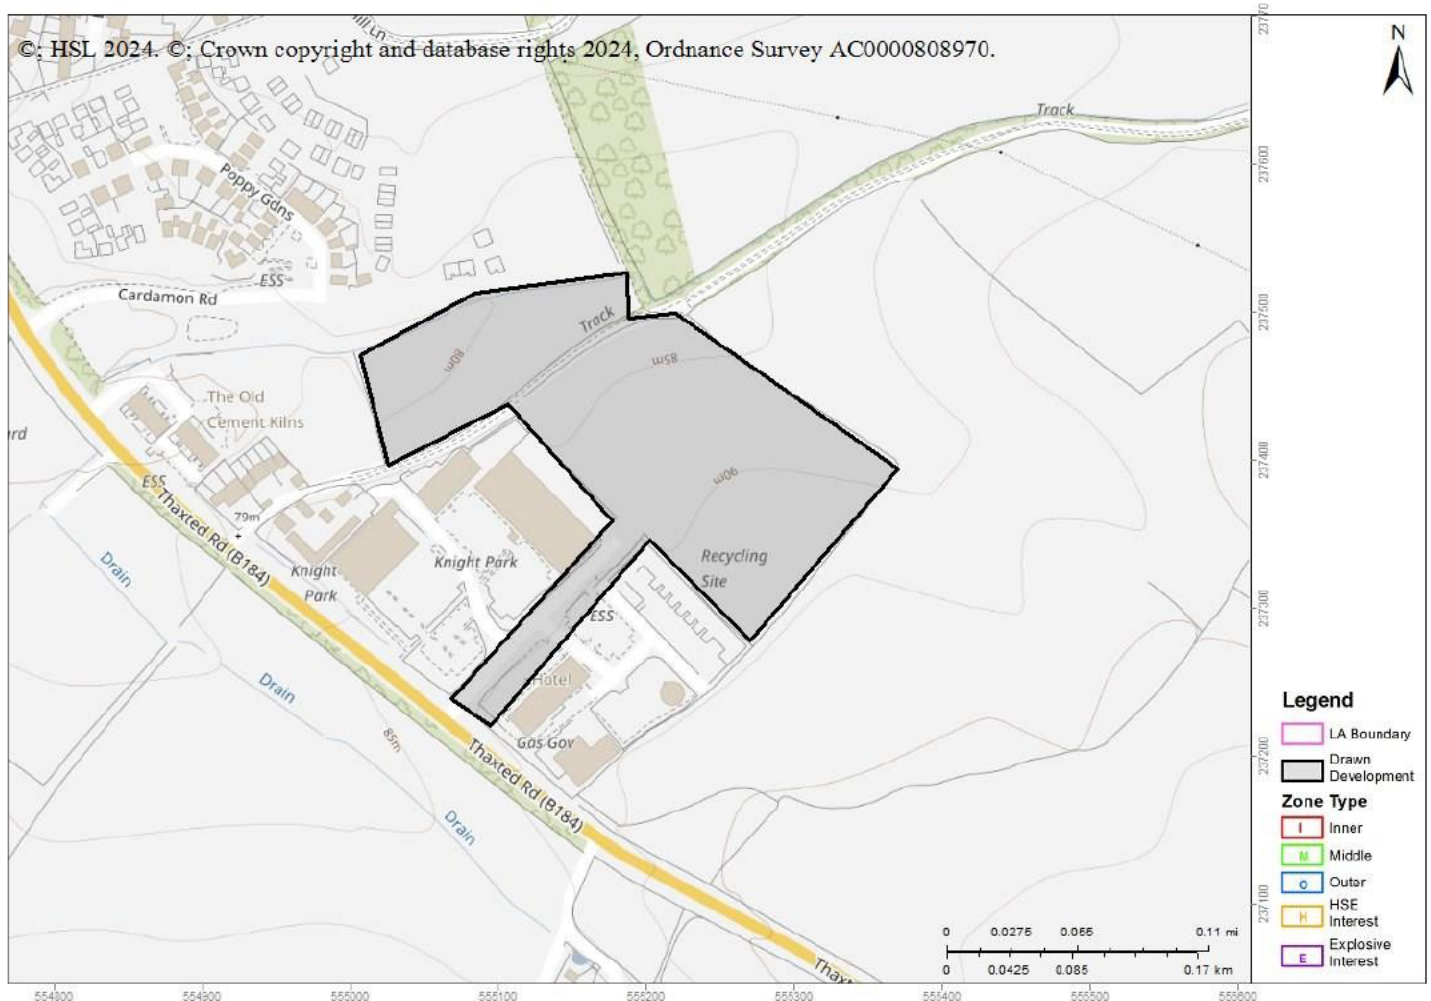 Hill Ln
©; HSL 2024. ©; Crown copyright and database rights 2024, Ordnance Survey AC0000808970.
N
23770
Track
237600
Poppy Gdns
ESS
Cardamon Rd
237500
Track
80m
85m
The Old
Cement Kilns
237400
ESS
90m
79m
Thaxted Rd (B184)
Drain
Knight
Park
Knight Park
Recycling
Site
ESS
237300
Drain
Hotel
85m
Gas Gov
Thaxted Rd (B184)
237200
Drain
237100
Legend
LA Boundary
Drawn
Development
Zone Type
I Inner
M Middle
O Outer
H HSE
Interest
E Explosive
Interest
0 0.0275 0.055 0.11 mi
0 0.0425 0.085 0.17 km
554800 554900 555000 555100 555200 555300 555400 555500 555600